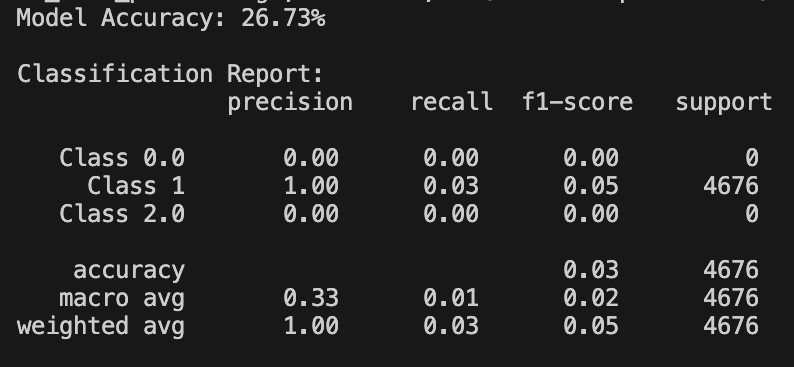 Model Accuracy: 26.73%
Classification Report:
precision recall f1-score support
Class 0.0 0.00 0.00 0.00 0
Class 1 1.00 0.03 0.05 4676
Class 2.0 0.00 0.00 0.00 0
accuracy 0.03 4676
macro avg 0.33 0.01 0.02 4676
weighted avg 1.00 0.03 0.05 4676